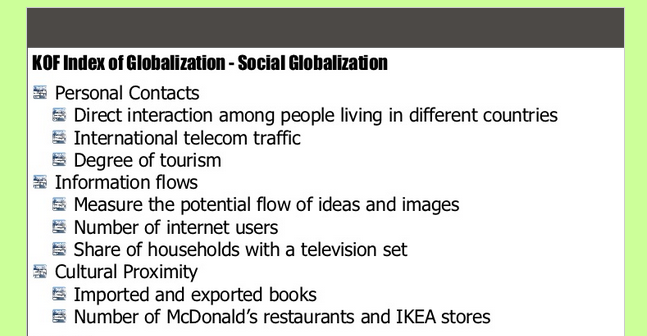 KOF Index of Globalization - Social Globalization
Personal Contacts
Direct interaction among people living in different countries
International telecom traffic
Degree of tourism
Information flows
Measure the potential flow of ideas and images
Number of internet users
Share of households with a television set
Cultural Proximity
Imported and exported books
Number of McDonald's restaurants and IKEA stores